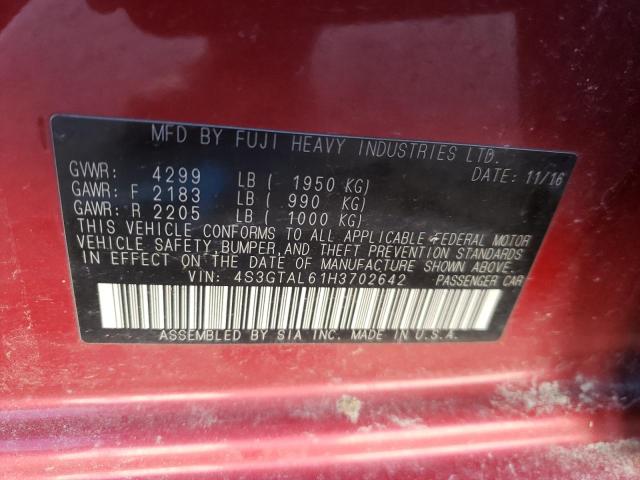 MFD BY FUJI HEAVY INDUSTRIES LTD.
GVWR: 4299 LB ( 1950 KG) DATE: 11/16
GAWR: F 2183 LB ( 990 KG)
GAWR: R 2205 LB ( 1000 KG)
THIS VEHICLE CONFORMS TO ALL APPLICABLE FEDERAL MOTOR
VEHICLE SAFETY, BUMPER, AND THEFT PREVENTION STANDARDS
IN EFFECT ON THE DATE OF MANUFACTURE SHOWN ABOVE.
VIN: 4S3GTAL61H3702642 PASSENGER CAR
ASSEMBLED BY SIA INC. MADE IN U.S.A.